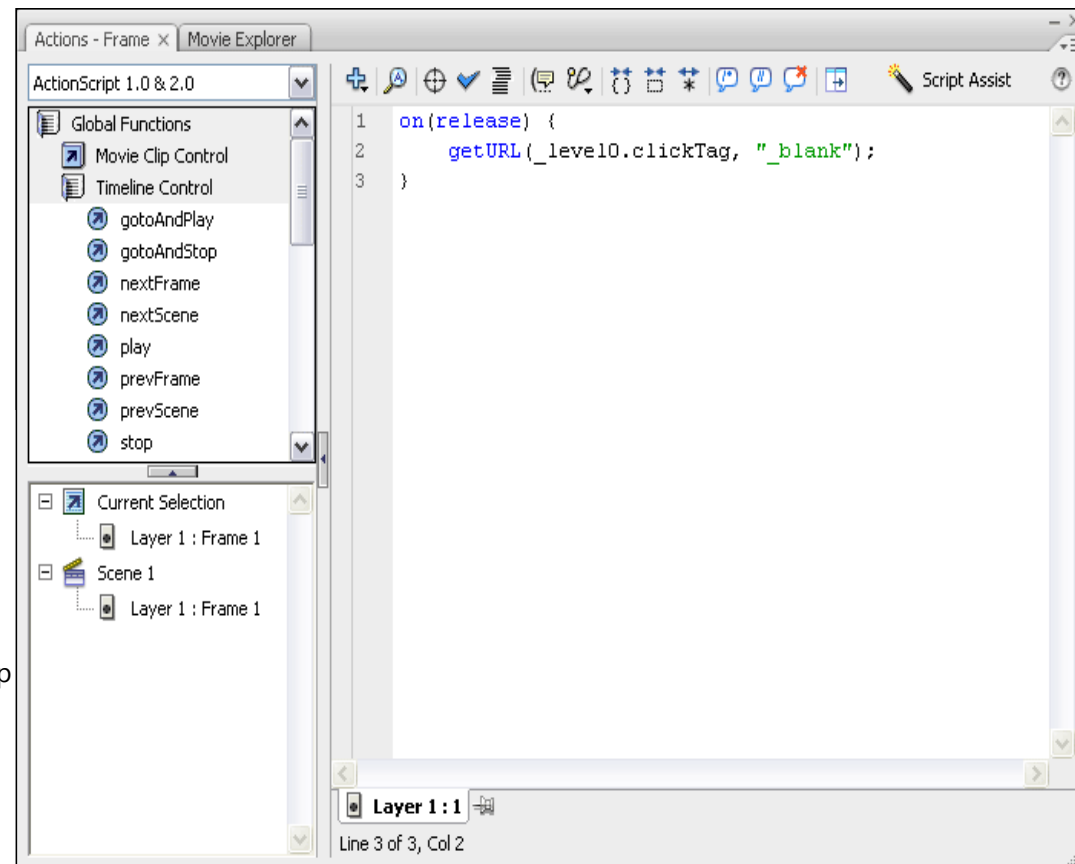 Actions - Frame × Movie Explorer
ActionScript 1.0 & 2.0
Script Assist
Global Functions
Movie Clip Control
Timeline Control
gotoAndPlay
gotoAndStop
nextFrame
nextScene
play
prevFrame
prevScene
stop
1 on(release) {
2 getURL(_level0.clickTag, "_blank");
3 }
Current Selection
Layer 1 : Frame 1
Scene 1
Layer 1 : Frame 1
p
Layer 1 : 1
Line 3 of 3, Col 2